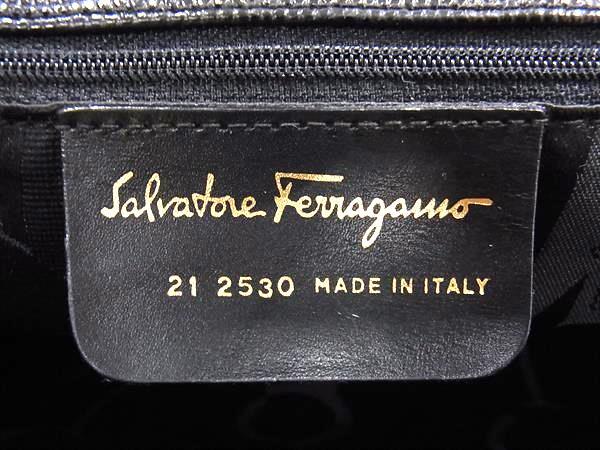 Salvatore Ferragamo
21 2530 MADE IN ITALY